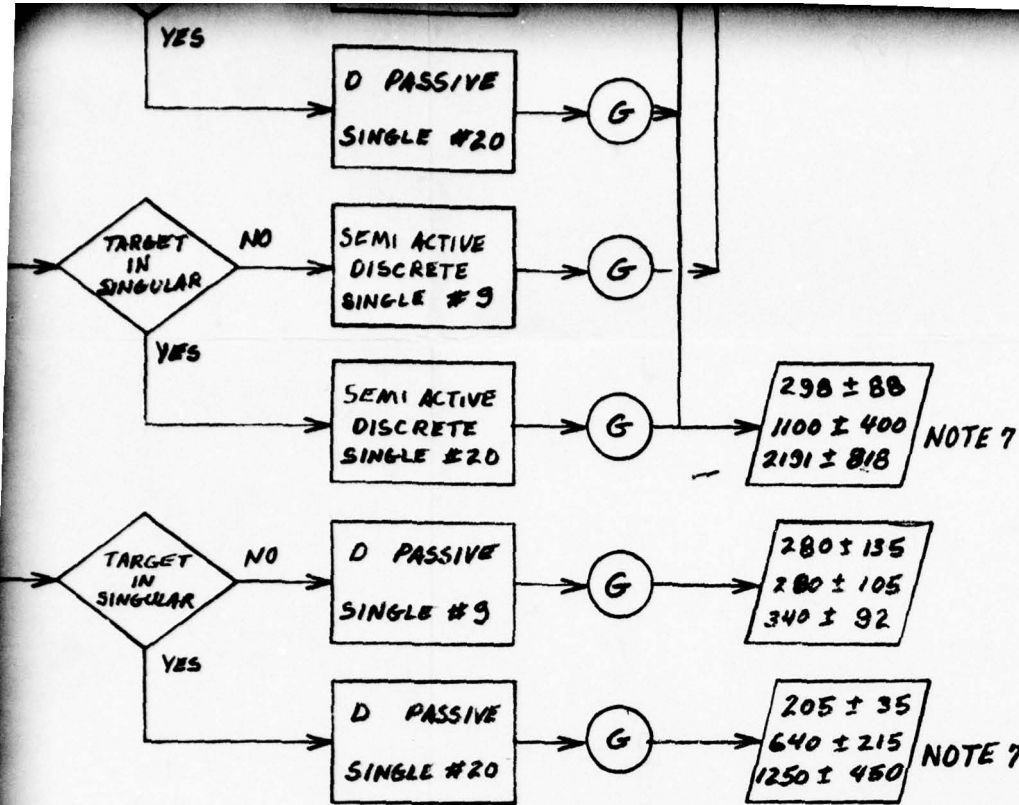 YES
D PASSIVE
SINGLE #20
G
TARGET
IN
SINGULAR
NO
SEMI ACTIVE
DISCRETE
SINGLE #9
G
YES
SEMI ACTIVE
DISCRETE
SINGLE #20
G
298 ± 88
1100 ± 400
2191 ± 818
NOTE 7
TARGET
IN
SINGULAR
NO
D PASSIVE
SINGLE #9
G
280 ± 135
280 ± 105
340 ± 92
YES
D PASSIVE
SINGLE #20
G
205 ± 35
640 ± 215
1250 ± 450
NOTE 7